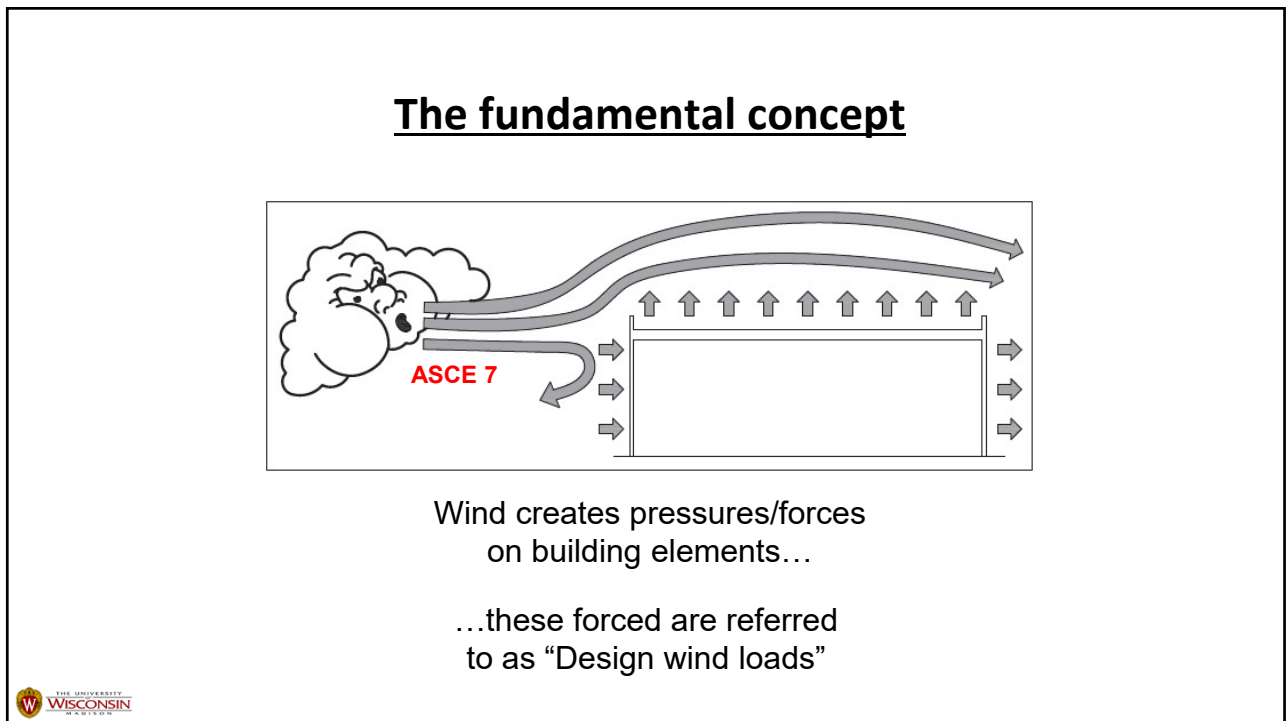 The fundamental concept
ASCE 7
Wind creates pressures/forces
on building elements…
…these forced are referred
to as “Design wind loads”
W
THE UNIVERSITY
of
WISCONSIN
MADISON